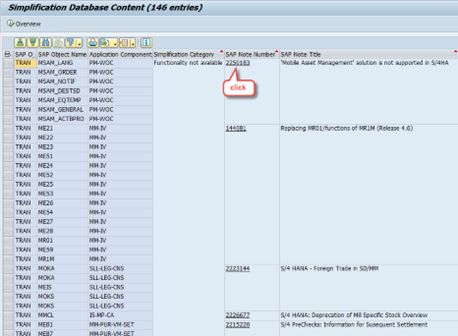 Simplification Database Content (146 entries)
Overview
SAP O.. SAP Object Name Application Component Simplification Category SAP Note Number SAP Note Title
TRAN MSAM_LANG PM-WOC Functionality not available 2250183 'Mobile Asset Management' solution is not supported in S/4HA
TRAN MSAM_ORDER PM-WOC
TRAN MSAM_NOTIF PM-WOC
click
TRAN MSAM_DESTSD PM-WOC
TRAN MSAM_EQTEMP PM-WOC
TRAN MSAM_GENERAL PM-WOC
TRAN MSAM_ACTBPRO PM-WOC
TRAN ME21 MM-IV 144081 Replacing MR01/functions of MR1M (Release 4.6)
TRAN ME22 MM-IV
TRAN ME23 MM-IV
TRAN ME51 MM-IV
TRAN ME24 MM-IV
TRAN ME52 MM-IV
TRAN ME25 MM-IV
TRAN ME53 MM-IV
TRAN ME26 MM-IV
TRAN ME54 MM-IV
TRAN ME27 MM-IV
TRAN ME28 MM-IV
TRAN MR01 MM-IV
TRAN ME59 MM-IV
TRAN MR1M MM-IV
TRAN MOKA SLL-LEG-CNS 2223144 S/4 HANA - Foreign Trade in SD/MM
TRAN MOKA SLL-LEG-CNS
TRAN MEIS SLL-LEG-CNS
TRAN MOKS SLL-LEG-CNS
TRAN MOKS SLL-LEG-CNS
TRAN MMCL IS-MP-CA 2226677 S/4 HANA: Deprecation of Mill Specific Stock Overview
TRAN MEB1 MM-PUR-VM-SET 2215220 S/4 PreChecks: Information for Susequent Settlement
TRAN MEB7 MM-PUR-VM-SET